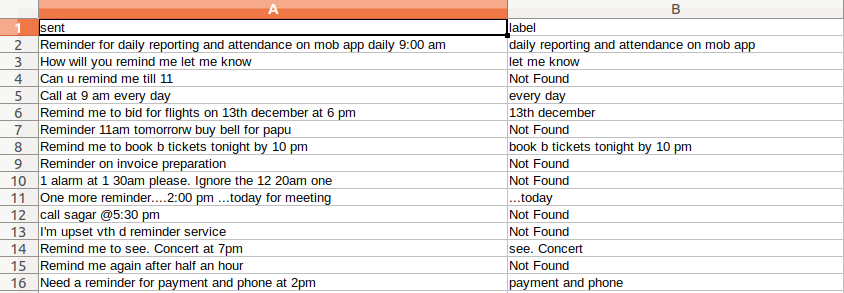 A B
1 sent label
2 Reminder for daily reporting and attendance on mob app daily 9:00 am daily reporting and attendance on mob app
3 How will you remind me let me know let me know
4 Can u remind me till 11 Not Found
5 Call at 9 am every day every day
6 Remind me to bid for flights on 13th december at 6 pm 13th december
7 Reminder 11am tomorrorw buy bell for papu Not Found
8 Remind me to book b tickets tonight by 10 pm book b tickets tonight by 10 pm
9 Reminder on invoice preparation Not Found
10 1 alarm at 1 30am please. Ignore the 12 20am one Not Found
11 One more reminder....2:00 pm ...today for meeting ...today
12 call sagar @5:30 pm Not Found
13 I'm upset vth d reminder service Not Found
14 Remind me to see. Concert at 7pm see. Concert
15 Remind me again after half an hour Not Found
16 Need a reminder for payment and phone at 2pm payment and phone